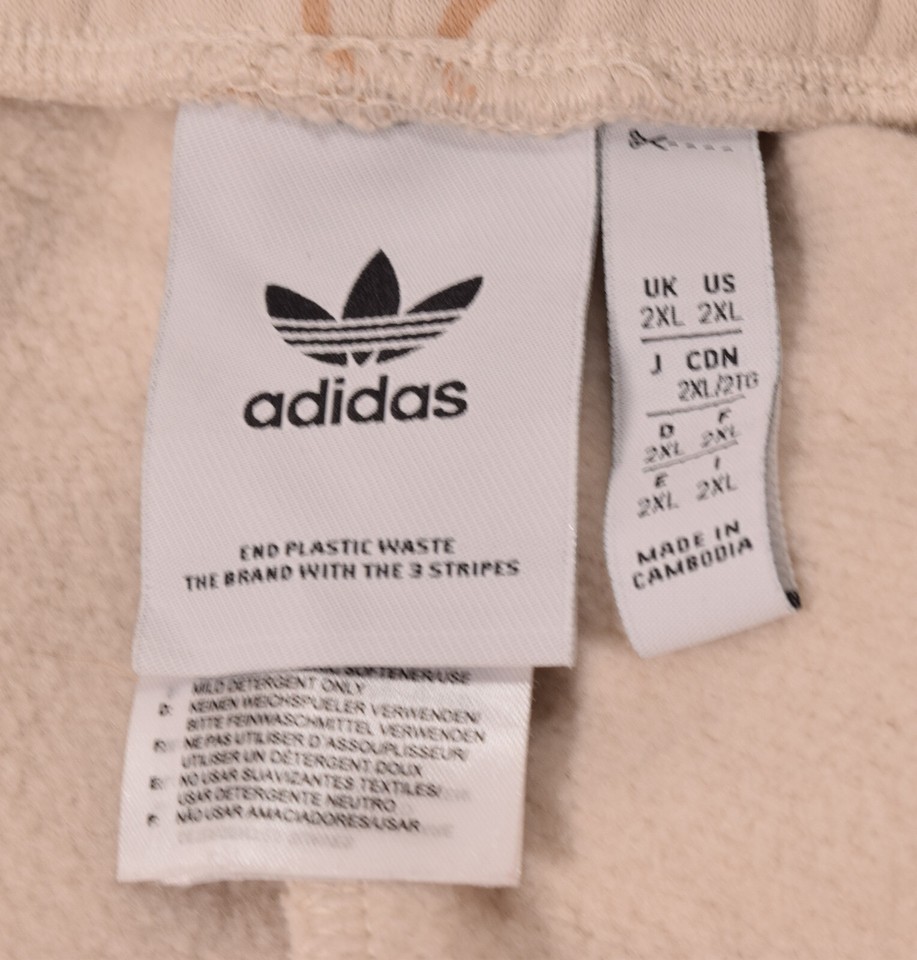 adidas
END PLASTIC WASTE
THE BRAND WITH THE 3 STRIPES
UK US
2XL 2XL
J CDN
2XL/2TG
D F
2XL 2XL
E I
2XL 2XL
MADE IN
CAMBODIA
SOFTENER/USE
MILD DETERGENT ONLY
D: KEINEN WEICHSPUELER VERWENDEN/
BITTE FEINWASCHMITTEL VERWENDEN
F: NE PAS UTILISER D'ASSOUPLISSEUR/
UTILISER UN DÉTERGENT DOUX
E: NO USAR SUAVIZANTES TEXTILES/
USAR DETERGENTE NEUTRO
P: NÃO USAR AMACIADORES/USAR